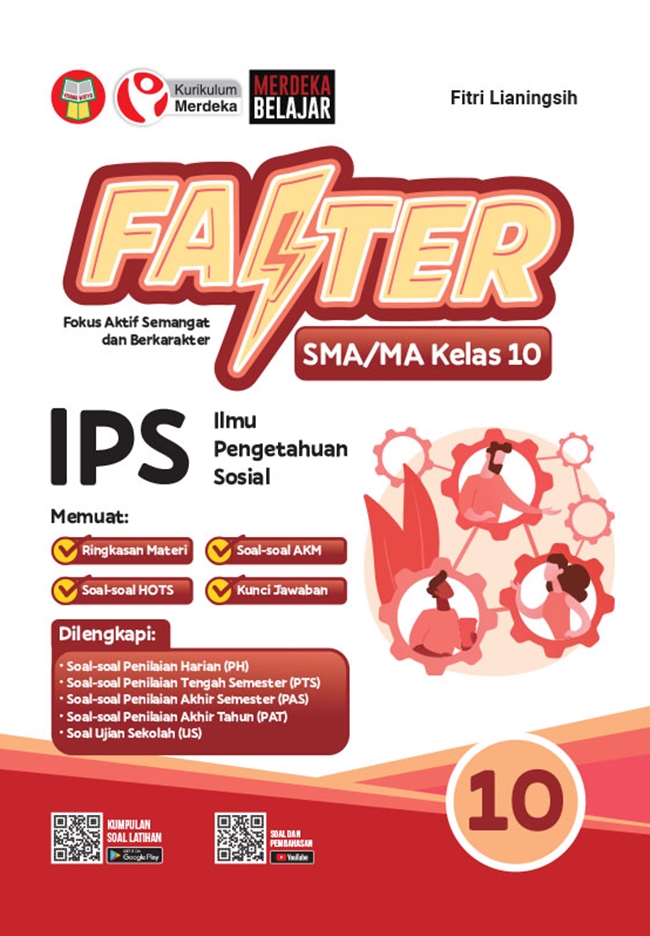 Kurikulum
Merdeka
MERDEKA
BELAJAR
Fitri Lianingsih
FASTER
Fokus Aktif Semangat
dan Berkarakter
SMA/MA Kelas 10
IPS
Ilmu
Pengetahuan
Sosial
Memuat:
Ringkasan Materi
Soal-soal AKM
Soal-soal HOTS
Kunci Jawaban
Dilengkapi:
• Soal-soal Penilaian Harian (PH)
• Soal-soal Penilaian Tengah Semester (PTS)
• Soal-soal Penilaian Akhir Semester (PAS)
• Soal-soal Penilaian Akhir Tahun (PAT)
• Soal Ujian Sekolah (US)
10
KUMPULAN
SOAL LATIHAN
Google Play
SOAL DAN
PEMBAHASAN
YouTube